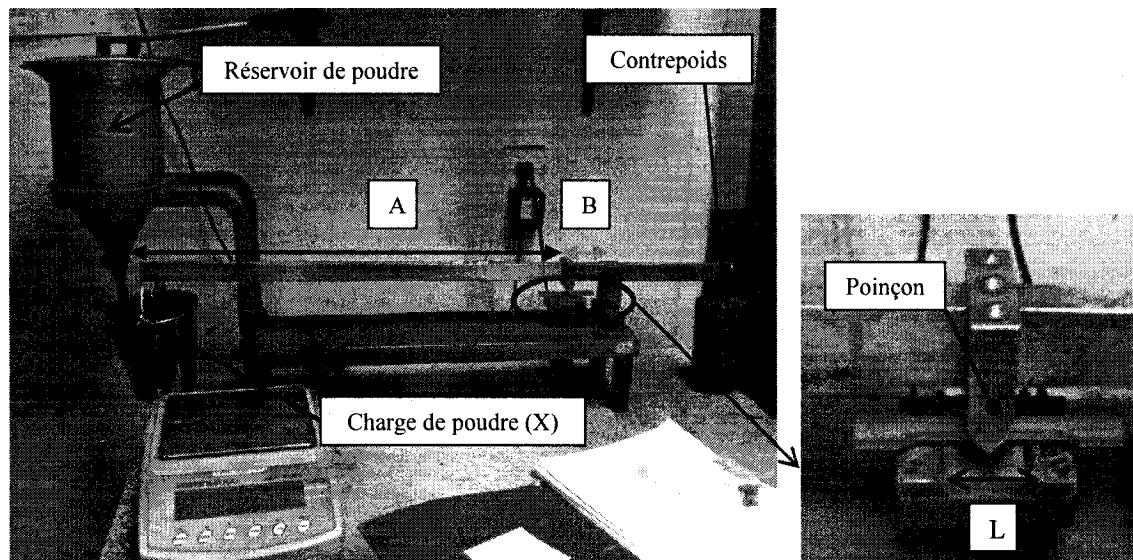 Réservoir de poudre
Contrepoids
A
B
Poinçon
Charge de poudre (X)
L